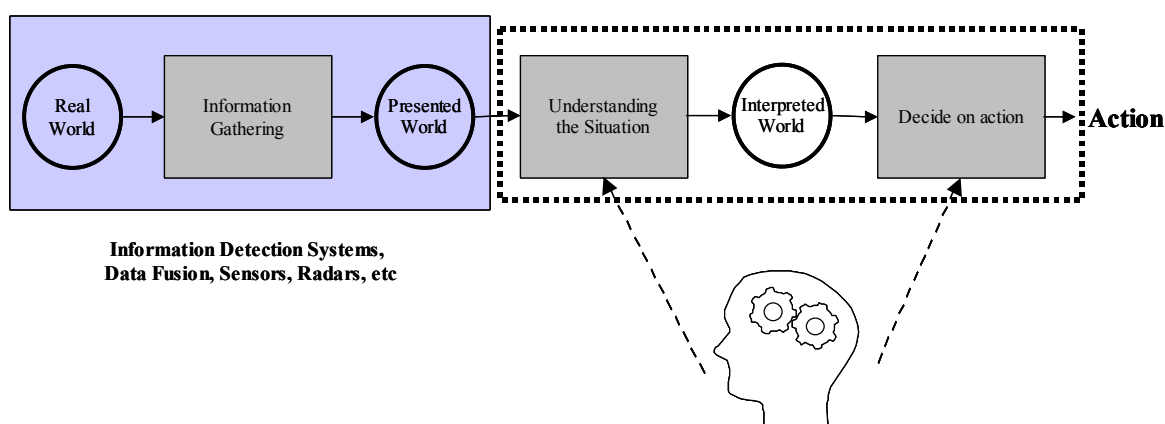 Real
World
Information
Gathering
Presented
World
Understanding
the Situation
Interpreted
World
Decide on action
Action
Information Detection Systems,
Data Fusion, Sensors, Radars, etc